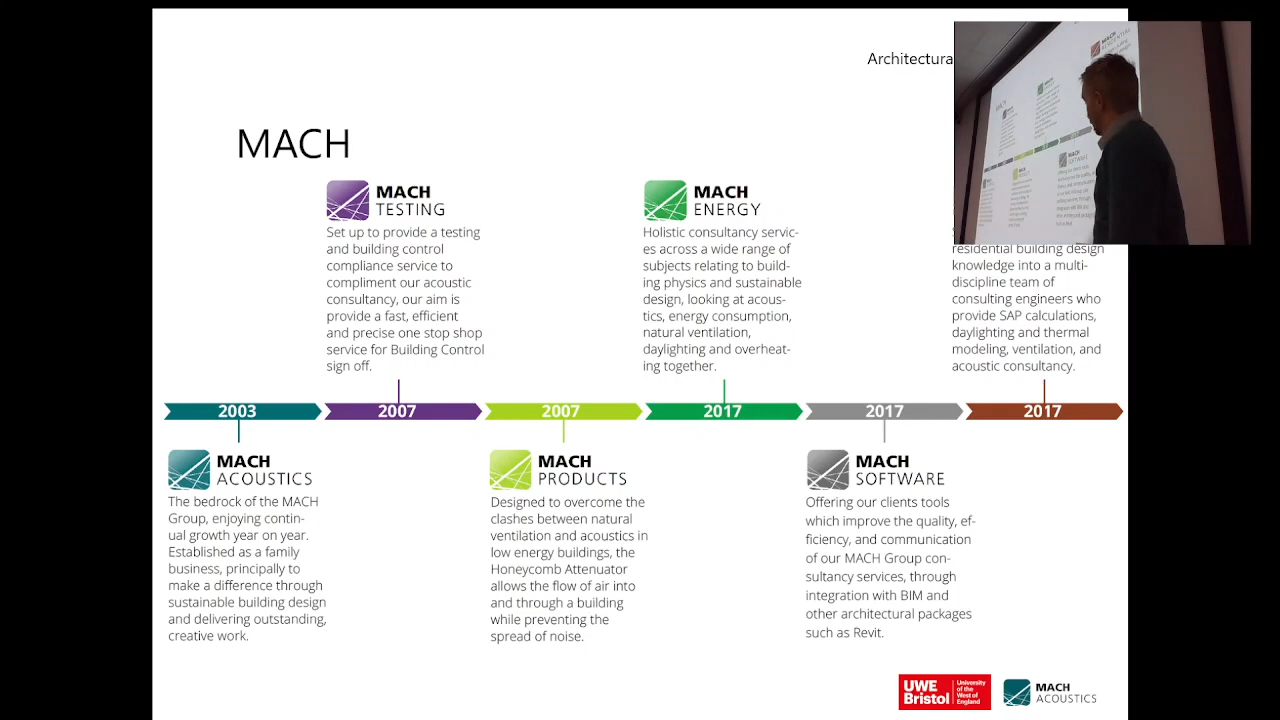 Architectura
MACH
MACH
TESTING
Set up to provide a testing
and building control
compliance service to
compliment our acoustic
consultancy, our aim is
provide a fast, efficient
and precise one stop shop
service for Building Control
sign off.
MACH
ENERGY
Holistic consultancy servic-
es across a wide range of
subjects relating to build-
ing physics and sustainable
design, looking at acous-
tics, energy consumption,
natural ventilation,
daylighting and overheat-
ing together.
residential building design
knowledge into a multi-
discipline team of
consulting engineers who
provide SAP calculations,
daylighting and thermal
modeling, ventilation, and
acoustic consultancy.
2003
2007
2007
2017
2017
2017
MACH
ACOUSTICS
The bedrock of the MACH
Group, enjoying contin-
ual growth year on year.
Established as a family
business, principally to
make a difference through
sustainable building design
and delivering outstanding,
creative work.
MACH
PRODUCTS
Designed to overcome the
clashes between natural
ventilation and acoustics in
low energy buildings, the
Honeycomb Attenuator
allows the flow of air into
and through a building
while preventing the
spread of noise.
MACH
SOFTWARE
Offering our clients tools
which improve the quality, ef-
ficiency, and communication
of our MACH Group con-
sultancy services, through
integration with BIM and
other architectural packages
such as Revit.
UWE
Bristol
University
of the
West of
England
MACH
ACOUSTICS